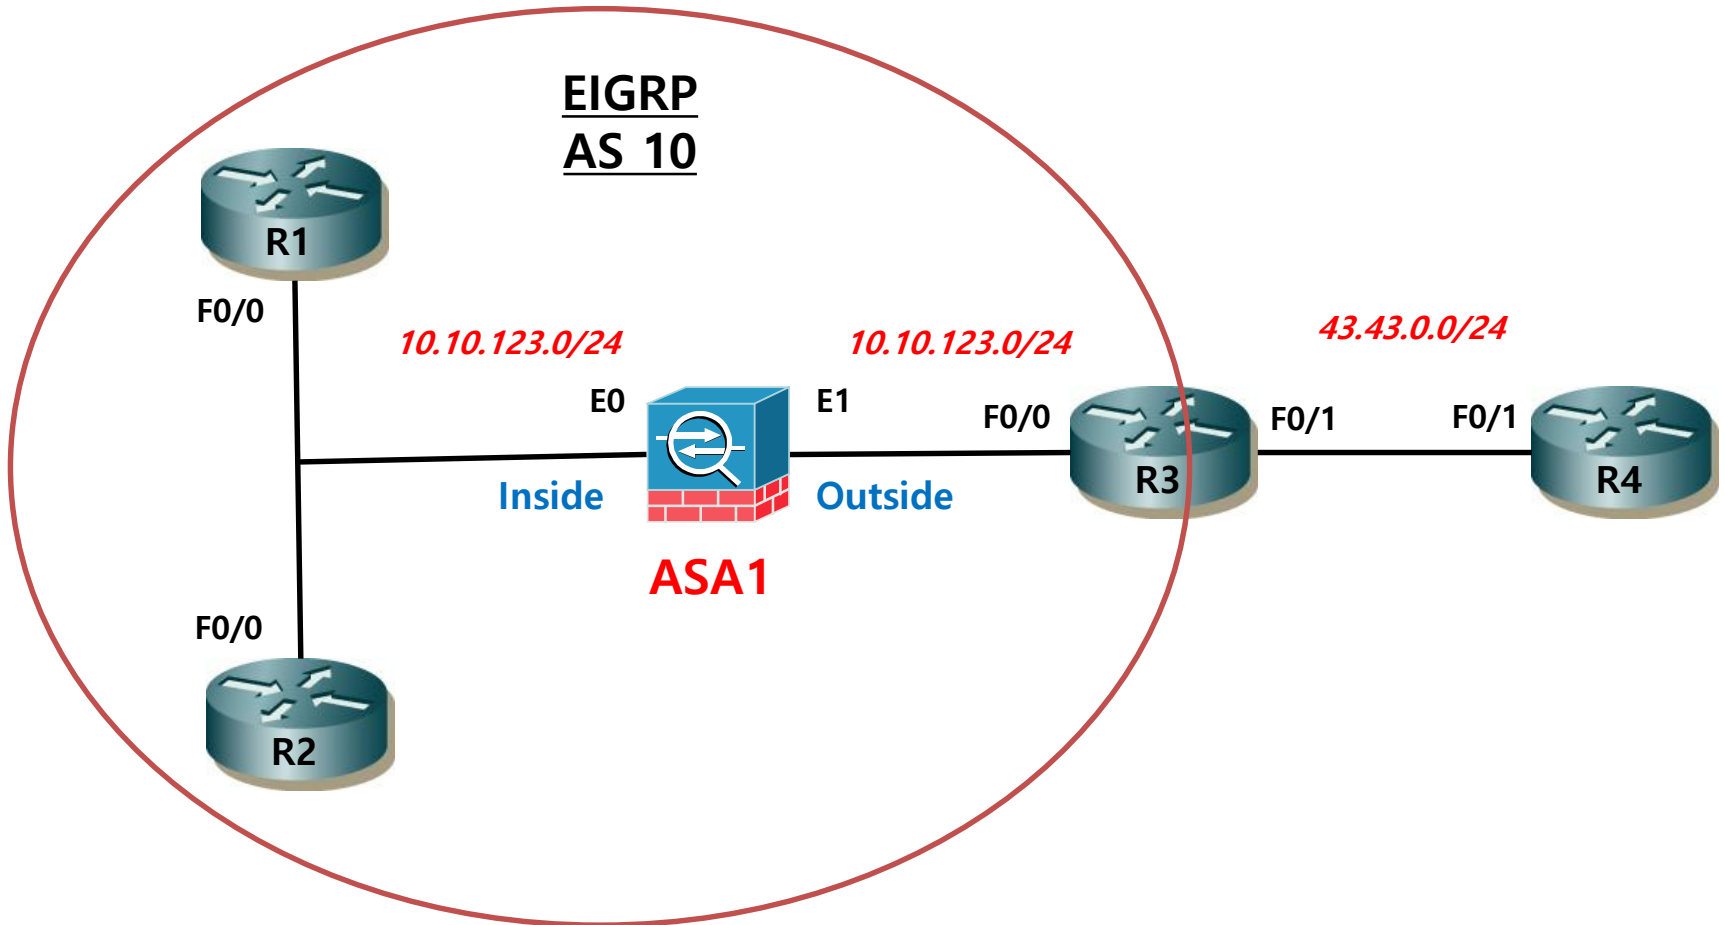 EIGRP
AS 10
R1
F0/0
10.10.123.0/24
10.10.123.0/24
43.43.0.0/24
E0
E1
F0/0
F0/1
F0/1
R3
R4
Inside
Outside
ASA1
F0/0
R2